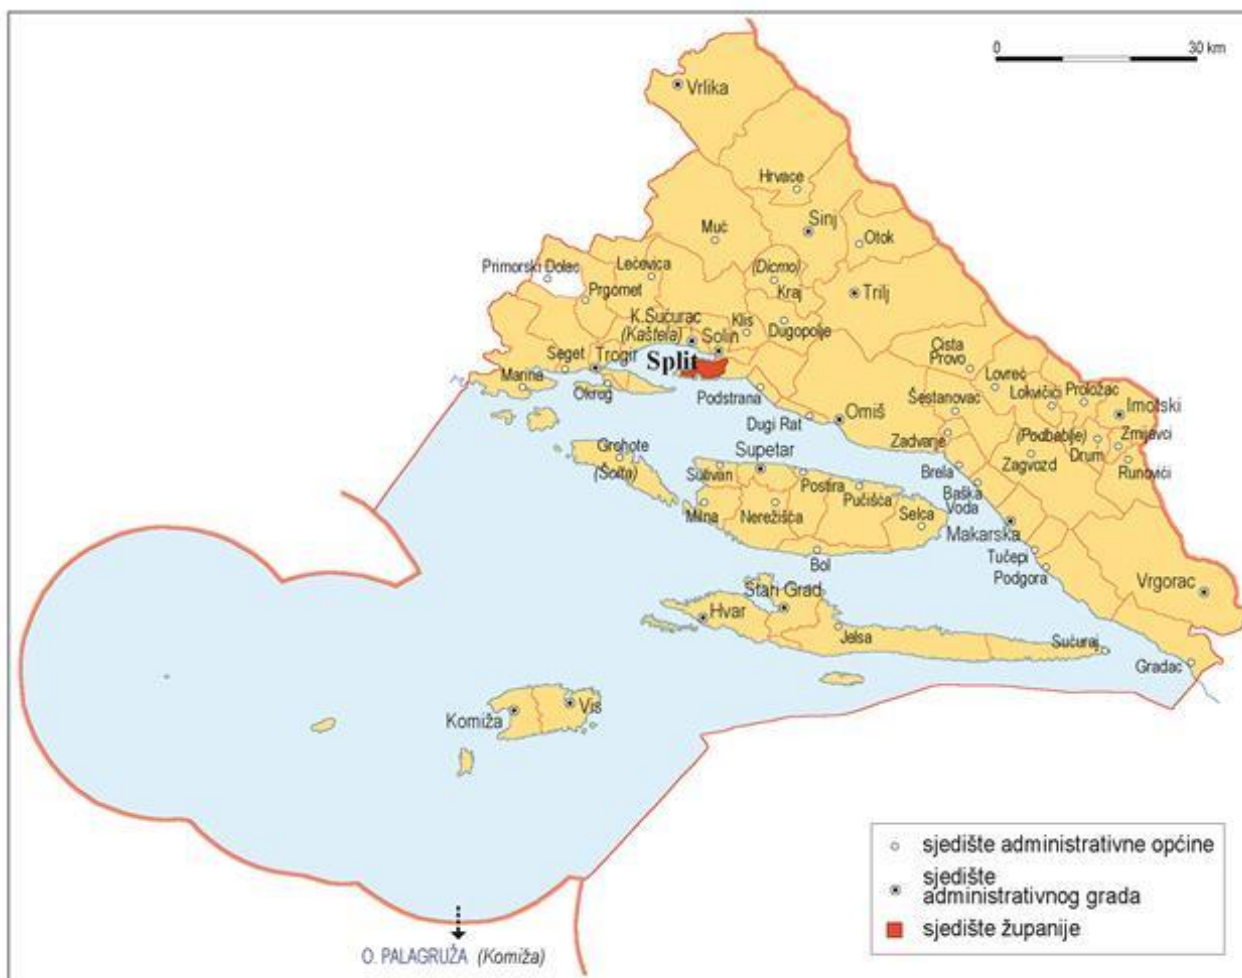 0 30 km
Vrlika
Hrvace
Sinj
Muć
Otok
Primorski Dolac
Lećevica
(Dicmo)
Kraj
Trilj
Prgomet
K.Sućurac
(Kaštela)
Solin
Klis
Dugopolje
Seget
Trogir
Split
Marina
Okrug
Podstrana
Dugi Rat
Omiš
Cista
Provo
Lovreć
Lokvičići
Proložac
Imotski
Šestanovac
Zadvarje
(Podbablje)
Drum
Zmijavci
Runovići
Zagvozd
Grohote
(Šolta)
Sutivan
Supetar
Postira
Pučišća
Brela
Baška
Voda
Milna
Nerežišća
Selca
Makarska
Bol
Tučepi
Podgora
Vrgorac
Stari Grad
Hvar
Jelsa
Sućuraj
Gradac
Komiža
Vis
sjedište administrativne općine
sjedište
administrativnog grada
sjedište županije
O. PALAGRUŽA (Komiža)